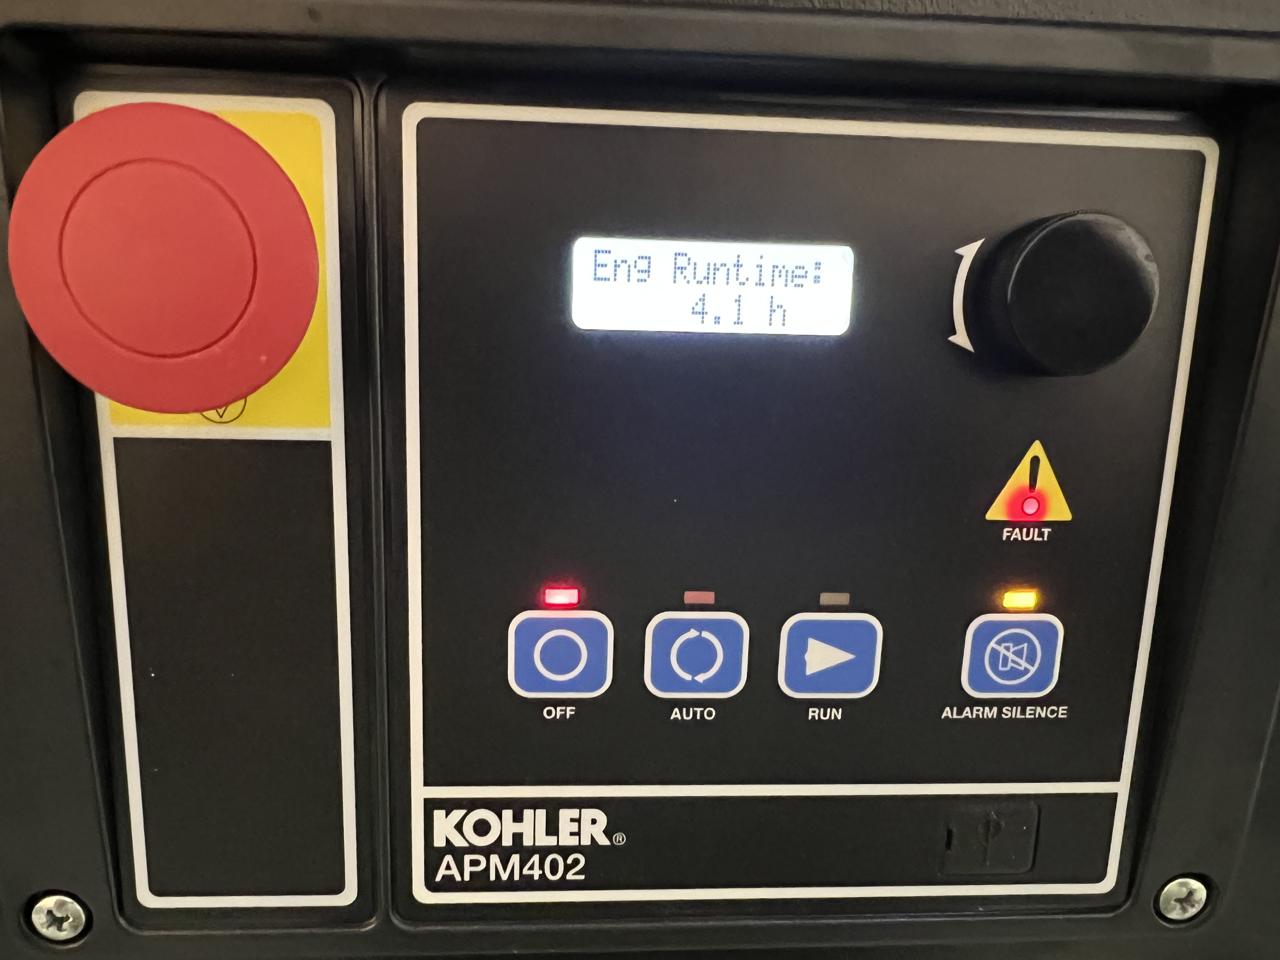 Eng Runtime:
4.1 h
FAULT
OFF
AUTO
RUN
ALARM SILENCE
KOHLER®
APM402